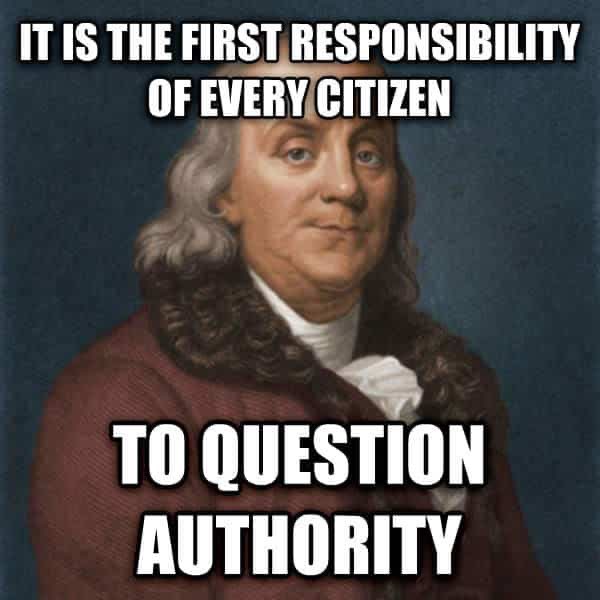 IT IS THE FIRST RESPONSIBILITY
OF EVERY CITIZEN
TO QUESTION
AUTHORITY